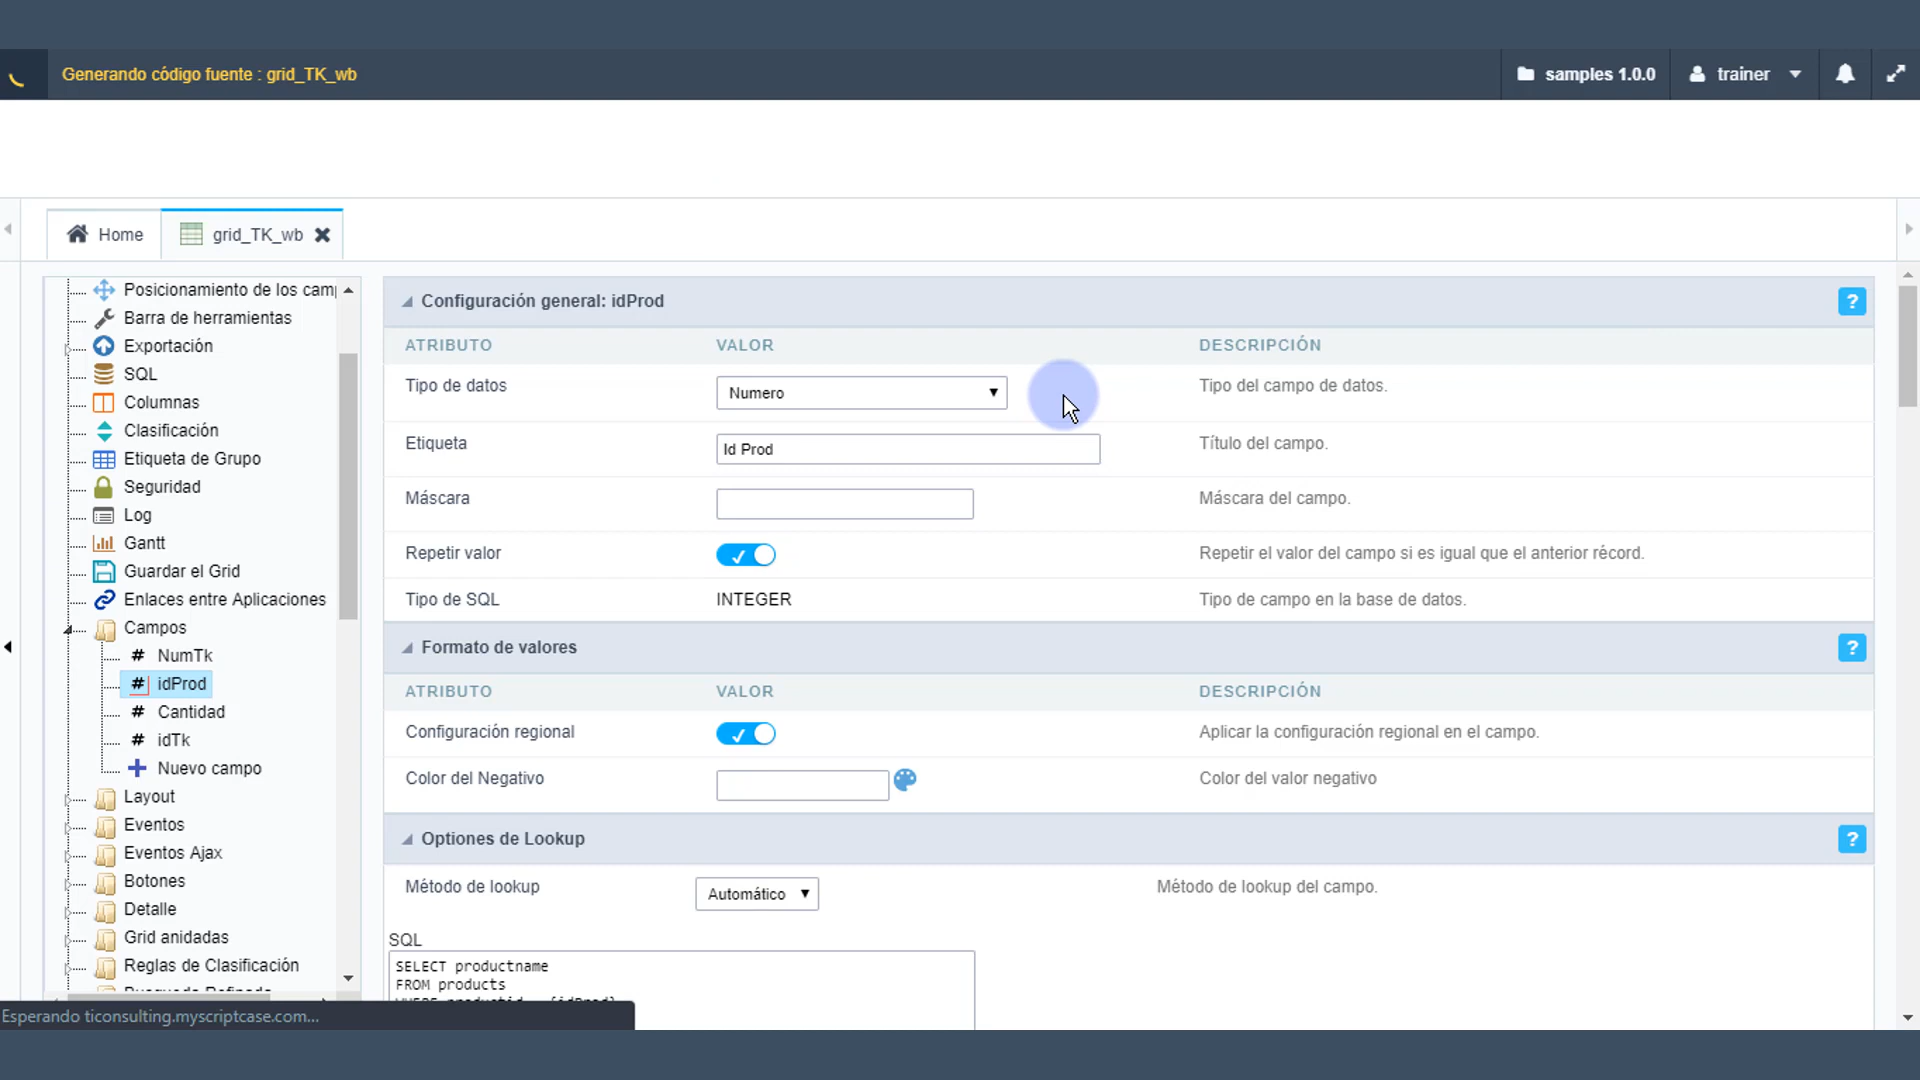 Generando código fuente : grid_TK_wb
samples 1.0.0
trainer
Home
grid_TK_wb
Posicionamiento de los cam
Barra de herramientas
Exportación
SQL
Columnas
Clasificación
Etiqueta de Grupo
Seguridad
Log
Gantt
Guardar el Grid
Enlaces entre Aplicaciones
Campos
# NumTk
# idProd
# Cantidad
# idTk
Nuevo campo
Layout
Eventos
Eventos Ajax
Botones
Detalle
Grid anidadas
Reglas de Clasificación
Busqueda Refinada
Configuración general: idProd
?
ATRIBUTO VALOR DESCRIPCIÓN
Tipo de datos Numero Tipo del campo de datos.
Etiqueta Id Prod Título del campo.
Máscara Máscara del campo.
Repetir valor Repetir el valor del campo si es igual que el anterior récord.
Tipo de SQL INTEGER Tipo de campo en la base de datos.
Formato de valores
?
ATRIBUTO VALOR DESCRIPCIÓN
Configuración regional Aplicar la configuración regional en el campo.
Color del Negativo Color del valor negativo
Optiones de Lookup
?
Método de lookup Automático Método de lookup del campo.
SQL
SELECT productname
FROM products
WHERE productid = {idProd}
Esperando ticonsulting.myscriptcase.com...